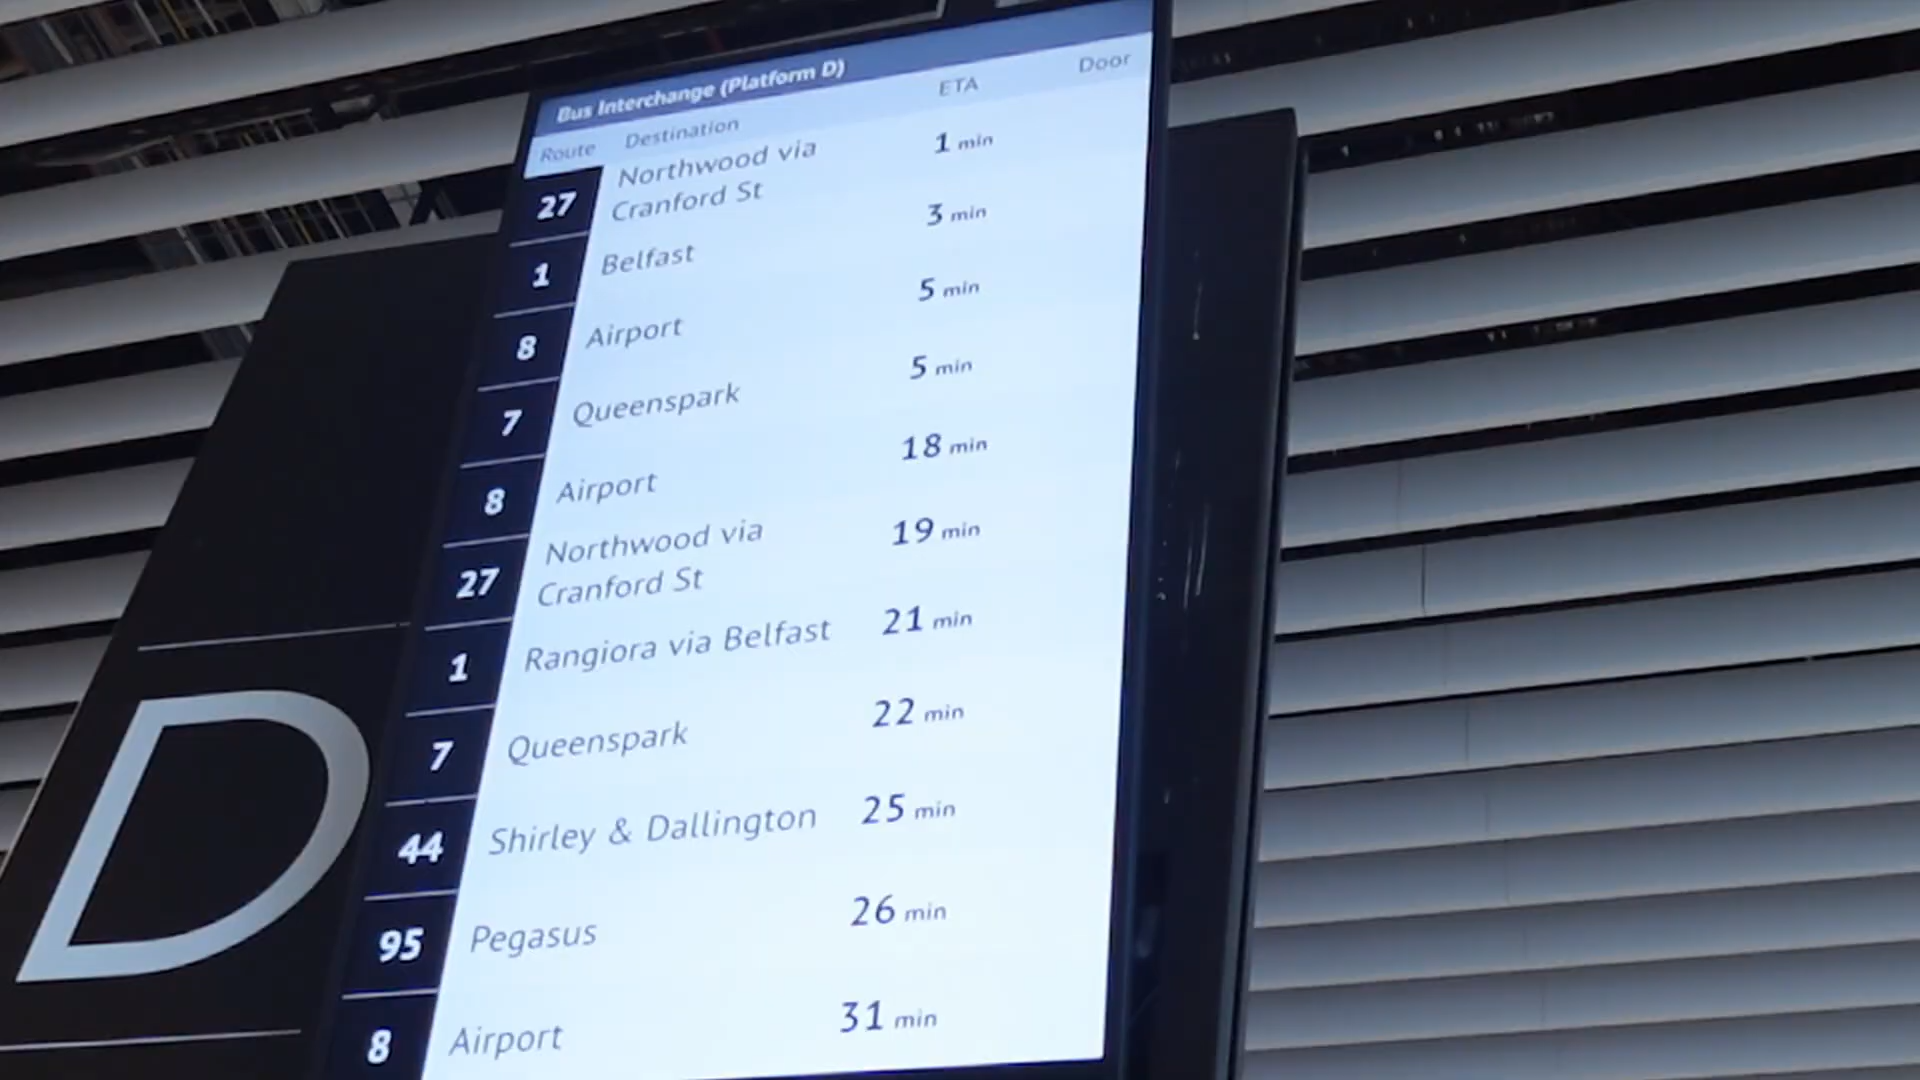 Bus Interchange (Platform D)
Route Destination ETA Door
27 Northwood via Cranford St 1 min
1 Belfast 3 min
8 Airport 5 min
7 Queenspark 5 min
8 Airport 18 min
27 Northwood via Cranford St 19 min
1 Rangiora via Belfast 21 min
7 Queenspark 22 min
44 Shirley & Dallington 25 min
95 Pegasus 26 min
8 Airport 31 min
D